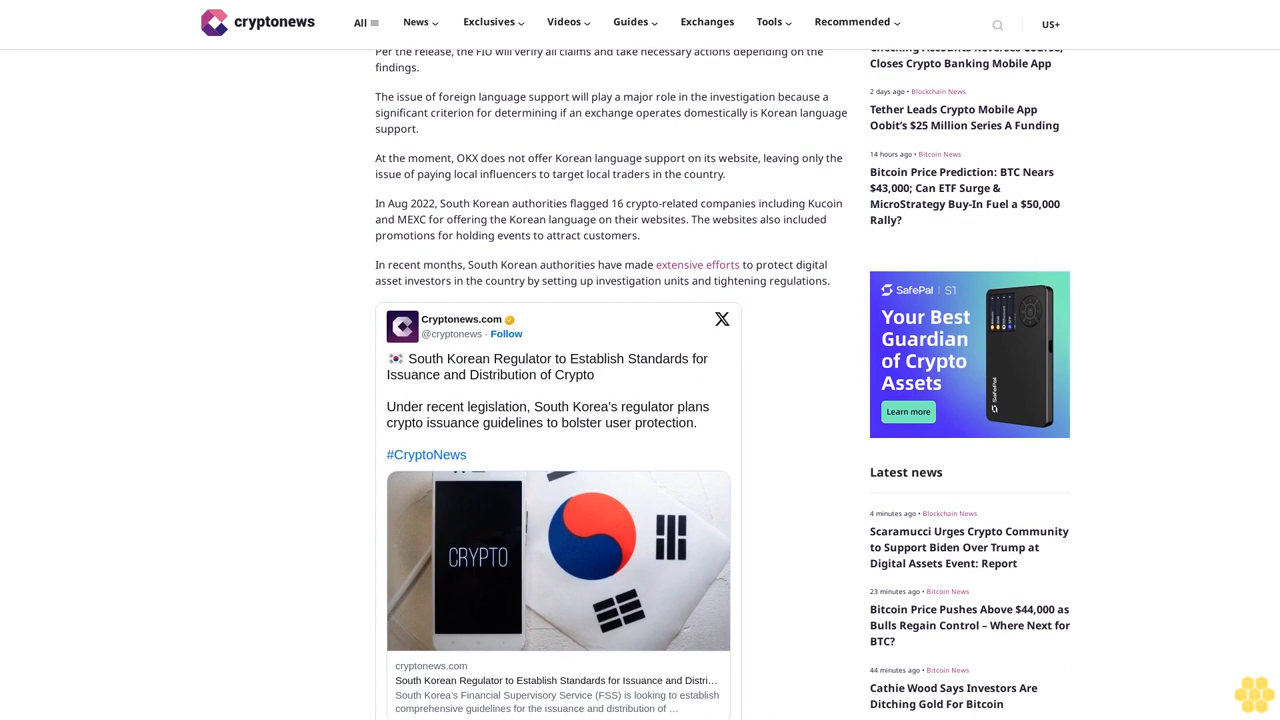 cryptonews
All
News
Exclusives
Videos
Guides
Exchanges
Tools
Recommended
US+
Per the release, the FIU will verify all claims and take necessary actions depending on the
findings.
The issue of foreign language support will play a major role in the investigation because a
significant criterion for determining if an exchange operates domestically is Korean language
support.
At the moment, OKX does not offer Korean language support on its website, leaving only the
issue of paying local influencers to target local traders in the country.
In Aug 2022, South Korean authorities flagged 16 crypto-related companies including Kucoin
and MEXC for offering the Korean language on their websites. The websites also included
promotions for holding events to attract customers.
In recent months, South Korean authorities have made extensive efforts to protect digital
asset investors in the country by setting up investigation units and tightening regulations.
Cryptonews.com
@cryptonews · Follow
🇰🇷 South Korean Regulator to Establish Standards for
Issuance and Distribution of Crypto
Under recent legislation, South Korea's regulator plans
crypto issuance guidelines to bolster user protection.
#CryptoNews
CRYPTO
cryptonews.com
South Korean Regulator to Establish Standards for Issuance and Distri…
South Korea's Financial Supervisory Service (FSS) is looking to establish
comprehensive guidelines for the issuance and distribution of …
Checking Accounts Reverses Course,
Closes Crypto Banking Mobile App
2 days ago • Blockchain News
Tether Leads Crypto Mobile App
Oobit's $25 Million Series A Funding
14 hours ago • Bitcoin News
Bitcoin Price Prediction: BTC Nears
$43,000; Can ETF Surge &
MicroStrategy Buy-In Fuel a $50,000
Rally?
SafePal | S1
Your Best
Guardian
of Crypto
Assets
Learn more
SafePal
Latest news
4 minutes ago • Blockchain News
Scaramucci Urges Crypto Community
to Support Biden Over Trump at
Digital Assets Event: Report
23 minutes ago • Bitcoin News
Bitcoin Price Pushes Above $44,000 as
Bulls Regain Control – Where Next for
BTC?
44 minutes ago • Bitcoin News
Cathie Wood Says Investors Are
Ditching Gold For Bitcoin